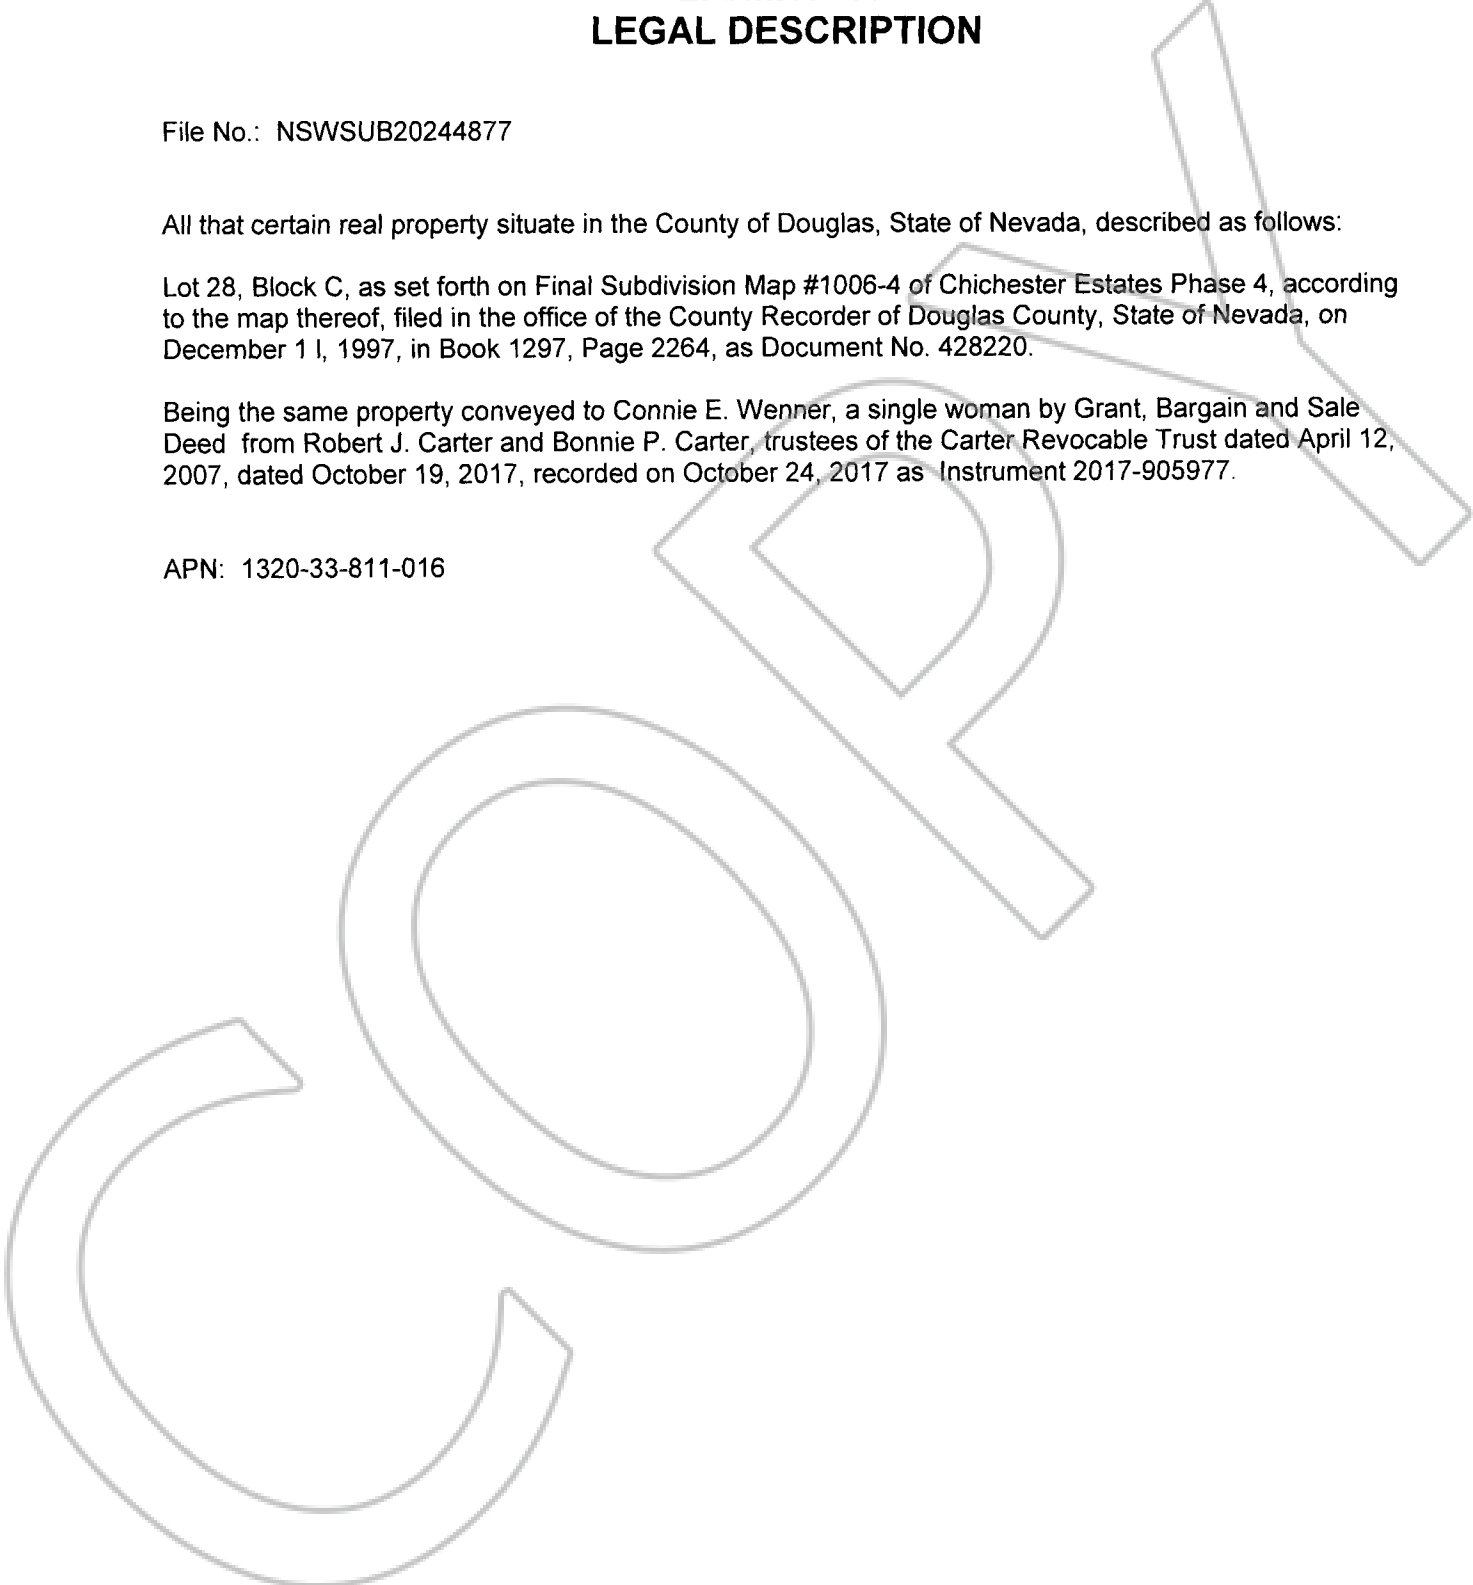 LEGAL DESCRIPTION
File No.: NSWSUB20244877
All that certain real property situate in the County of Douglas, State of Nevada, described as follows:
Lot 28, Block C, as set forth on Final Subdivision Map #1006-4 of Chichester Estates Phase 4, according
to the map thereof, filed in the office of the County Recorder of Douglas County, State of Nevada, on
December 1 l, 1997, in Book 1297, Page 2264, as Document No. 428220.
Being the same property conveyed to Connie E. Wenner, a single woman by Grant, Bargain and Sale
Deed from Robert J. Carter and Bonnie P. Carter, trustees of the Carter Revocable Trust dated April 12,
2007, dated October 19, 2017, recorded on October 24, 2017 as Instrument 2017-905977.
APN: 1320-33-811-016
COPY